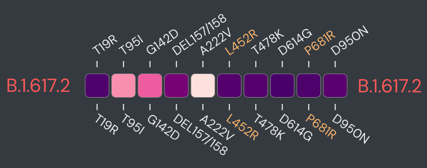 T19R T95I G142D DEL157/158 A222V L452R T478K D614G P681R D950N
B.1.617.2 B.1.617.2
T19R T95I G142D DEL157/158 A222V L452R T478K D614G P681R D950N